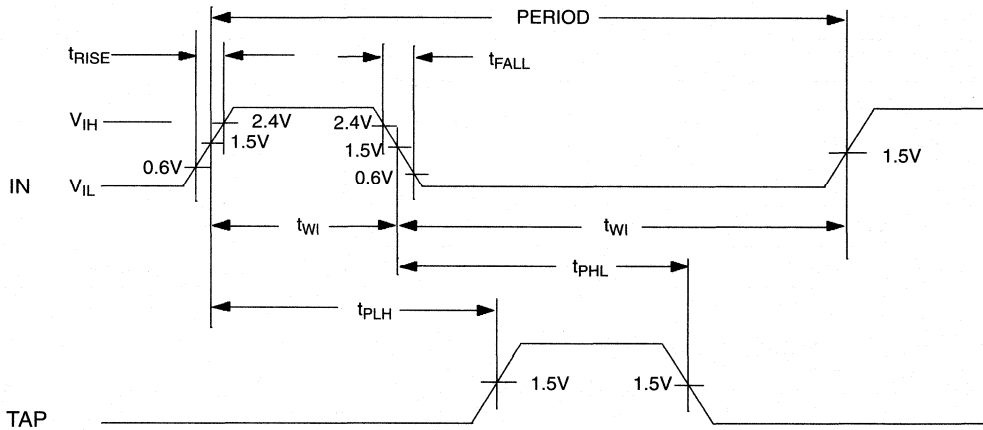 PERIOD
tRISE
tFALL
VIH
2.4V
2.4V
1.5V
1.5V
1.5V
0.6V
0.6V
IN
VIL
tWI
tWI
tPHL
tPLH
1.5V
1.5V
TAP